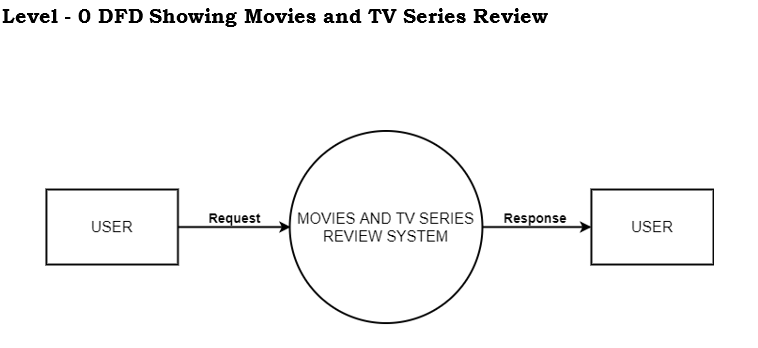 Level - 0 DFD Showing Movies and TV Series Review
USER
Request
MOVIES AND TV SERIES
REVIEW SYSTEM
Response
USER